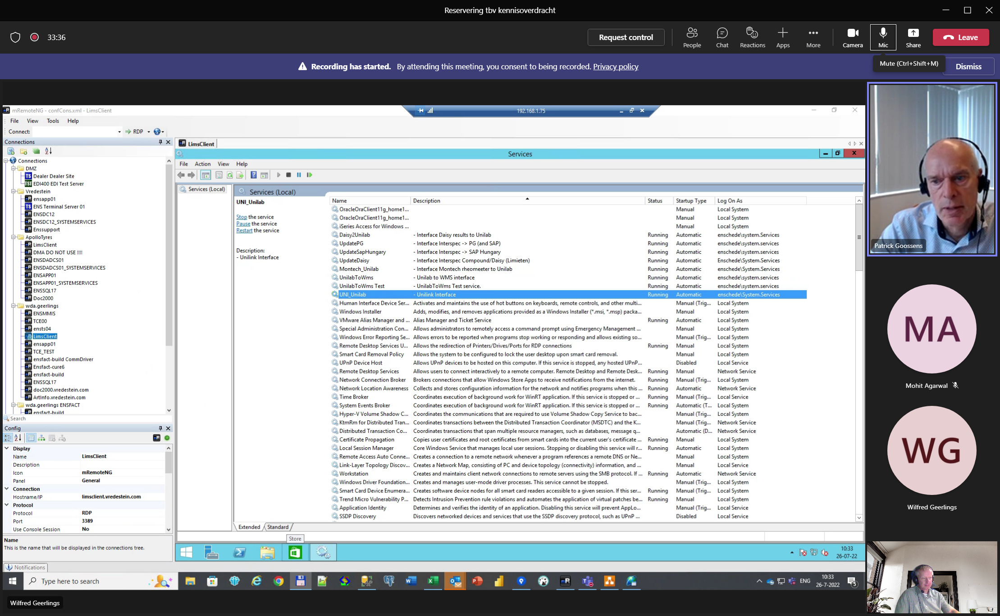 Reservering tbv kennisoverdracht
33:36
Request control
People
Chat
Reactions
Apps
More
Camera
Mic
Share
Leave
Recording has started. By attending this meeting, you consent to being recorded. Privacy policy
Mute (Ctrl+Shift+M)
Dismiss
mRemoteNG - confCons.xml - LimsClient
192.168.1.75
File View Tools Help
Connect: RDP
Connections
Connections
DMZ
TS Dealer Dealer Site
TST EDI400 EDI Test Server
Vredestein
ensapp01
TS ENS Terminal Server 01
ENSDC12
ENSDC12_SYSTEMSERVICES
Enssupport
ApolloTyres
LimsClient
DMA DO NOT USE !!!!
ENSDADCS01
ENSDADCS01_SYSTEMSERVICES
ENSAPP01
ENSAPP01_SYSTEMSERVICES
ENSSQL17
Doc2000
wda.geerlings
ENSMMIS
TCE00
ensts04
LimsClient
ensapp01
TCE_TEST
ensfact-build CommDriver
Ensfact-cure6
ensfact-build
ENSSQL17
doc2000.vredestein.com
ArtInfo.vredestein.com
wda.geerlings ENSFACT
ensfact-build
Search
Config
Display
Name LimsClient
Description
Icon mRemoteNG
Panel General
Connection
Hostname/IP limsclient.vredestein.com
Protocol
Protocol RDP
Port 3389
Use Console Session No
Name
This is the name that will be displayed in the connections tree.
Notifications
LimsClient
Services
File Action View Help
Services (Local)
Services (Local)
UNI_Unilab
Stop the service
Pause the service
Restart the service
Description:
- Unilink Interface
Name Description Status Startup Type Log On As
OracleOraClient11g_home1... Manual Local System
OracleOraClient11g_home1... Manual Local System
iSeries Access for Windows ... Manual Local System
Daisy2Unilab - Interface Daisy results to Unilab Running Automatic enschede\system.Services
UpdatePG - Interface Interspec -> PG (and SAP) Running Automatic enschede\system.services
UpdateSapHungary - Interface Interspec -> SAP Hungary Running Automatic enschede\system.services
UpdateDaisy - Interface Interspec Compound/Daisy (Limieten) Running Automatic Enschede\System.Services
Montech_Unilab - Interface Montech rheomeeter to Unilab Running Automatic enschede\System.Services
UnilabToWms - Unilab to WMS interface Running Automatic enschede\system.services
UnilabToWms Test - UnilabToWms Test service. Running Automatic enschede\system.services
UNI_Unilab - Unilink Interface Running Automatic enschede\System.Services
Human Interface Device Ser... Activates and maintains the use of hot buttons on keyboards, remote controls, and other multi... Manual (Trig... Local System
Windows Installer Adds, modifies, and removes applications provided as a Windows Installer (*.msi, *.msp) packa... Manual Local System
VMware Alias Manager and ... Alias Manager and Ticket Service Running Automatic Local System
Special Administration Con... Allows administrators to remotely access a command prompt using Emergency Management ... Manual Local System
Windows Error Reporting Se... Allows errors to be reported when programs stop working or responding and allows existing so... Manual (Trig... Local System
Remote Desktop Services U... Allows the redirection of Printers/Drives/Ports for RDP connections Running Manual Local System
Smart Card Removal Policy Allows the system to be configured to lock the user desktop upon smart card removal. Manual Local System
UPnP Device Host Allows UPnP devices to be hosted on this computer. If this service is stopped, any hosted UPnP... Disabled Local Service
Remote Desktop Services Allows users to connect interactively to a remote computer. Remote Desktop and Remote Desk... Running Manual Network Service
Network Connection Broker Brokers connections that allow Windows Store Apps to receive notifications from the internet. Running Manual (Trig... Local System
Network Location Awareness Collects and stores configuration information for the network and notifies programs when this ... Running Automatic Network Service
Time Broker Coordinates execution of background work for WinRT application. If this service is stopped or ... Running Manual (Trig... Local Service
System Events Broker Coordinates execution of background work for WinRT application. If this service is stopped or ... Running Automatic (T... Local System
Hyper-V Volume Shadow C... Coordinates the communications that are required to use Volume Shadow Copy Service to bac... Manual (Trig... Local System
KtmRm for Distributed Tran... Coordinates transactions between the Distributed Transaction Coordinator (MSDTC) and the K... Manual (Trig... Network Service
Distributed Transaction Co... Coordinates transactions that span multiple resource managers, such as databases, message q... Automatic (D... Network Service
Certificate Propagation Copies user certificates and root certificates from smart cards into the current user's certificate ... Running Manual Local System
Local Session Manager Core Windows Service that manages local user sessions. Stopping or disabling this service will r... Running Automatic Local System
Remote Access Auto Conne... Creates a connection to a remote network whenever a program references a remote DNS or Ne... Manual Local System
Link-Layer Topology Discov... Creates a Network Map, consisting of PC and device topology (connectivity) information, and ... Manual Local Service
Workstation Creates and maintains client network connections to remote servers using the SMB protocol. If ... Running Automatic Network Service
Windows Driver Foundation... Creates and manages user-mode driver processes. This service cannot be stopped. Manual (Trig... Local System
Smart Card Device Enumera... Creates software device nodes for all smart card readers accessible to a given session. If this ser... Running Manual (Trig... Local System
Trend Micro Vulnerability P... Detects Intrusion Prevention rule violations and automates the application of virtual patches be... Running Manual Local System
Application Identity Determines and verifies the identity of an application. Disabling this service will prevent AppLo... Manual (Trig... Local Service
SSDP Discovery Discovers networked devices and services that use the SSDP discovery protocol, such as UPnP ... Disabled Local Service
Extended Standard
Store
10:33
26-07-22
Type here to search
ENG
10:33
26-7-2022
5
Patrick Goossens
MA
Mohit Agarwal
WG
Wilfred Geerlings
Wilfred Geerlings